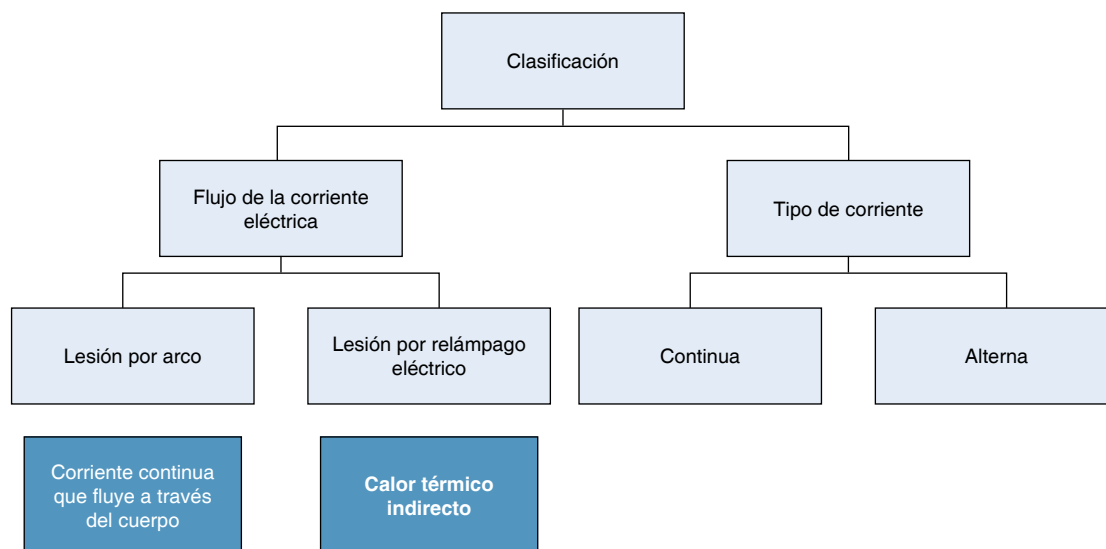 Clasificación
Flujo de la corriente
eléctrica
Tipo de corriente
Lesión por arco
Lesión por relámpago
eléctrico
Continua
Alterna
Corriente continua
que fluye a través
del cuerpo
Calor térmico
indirecto